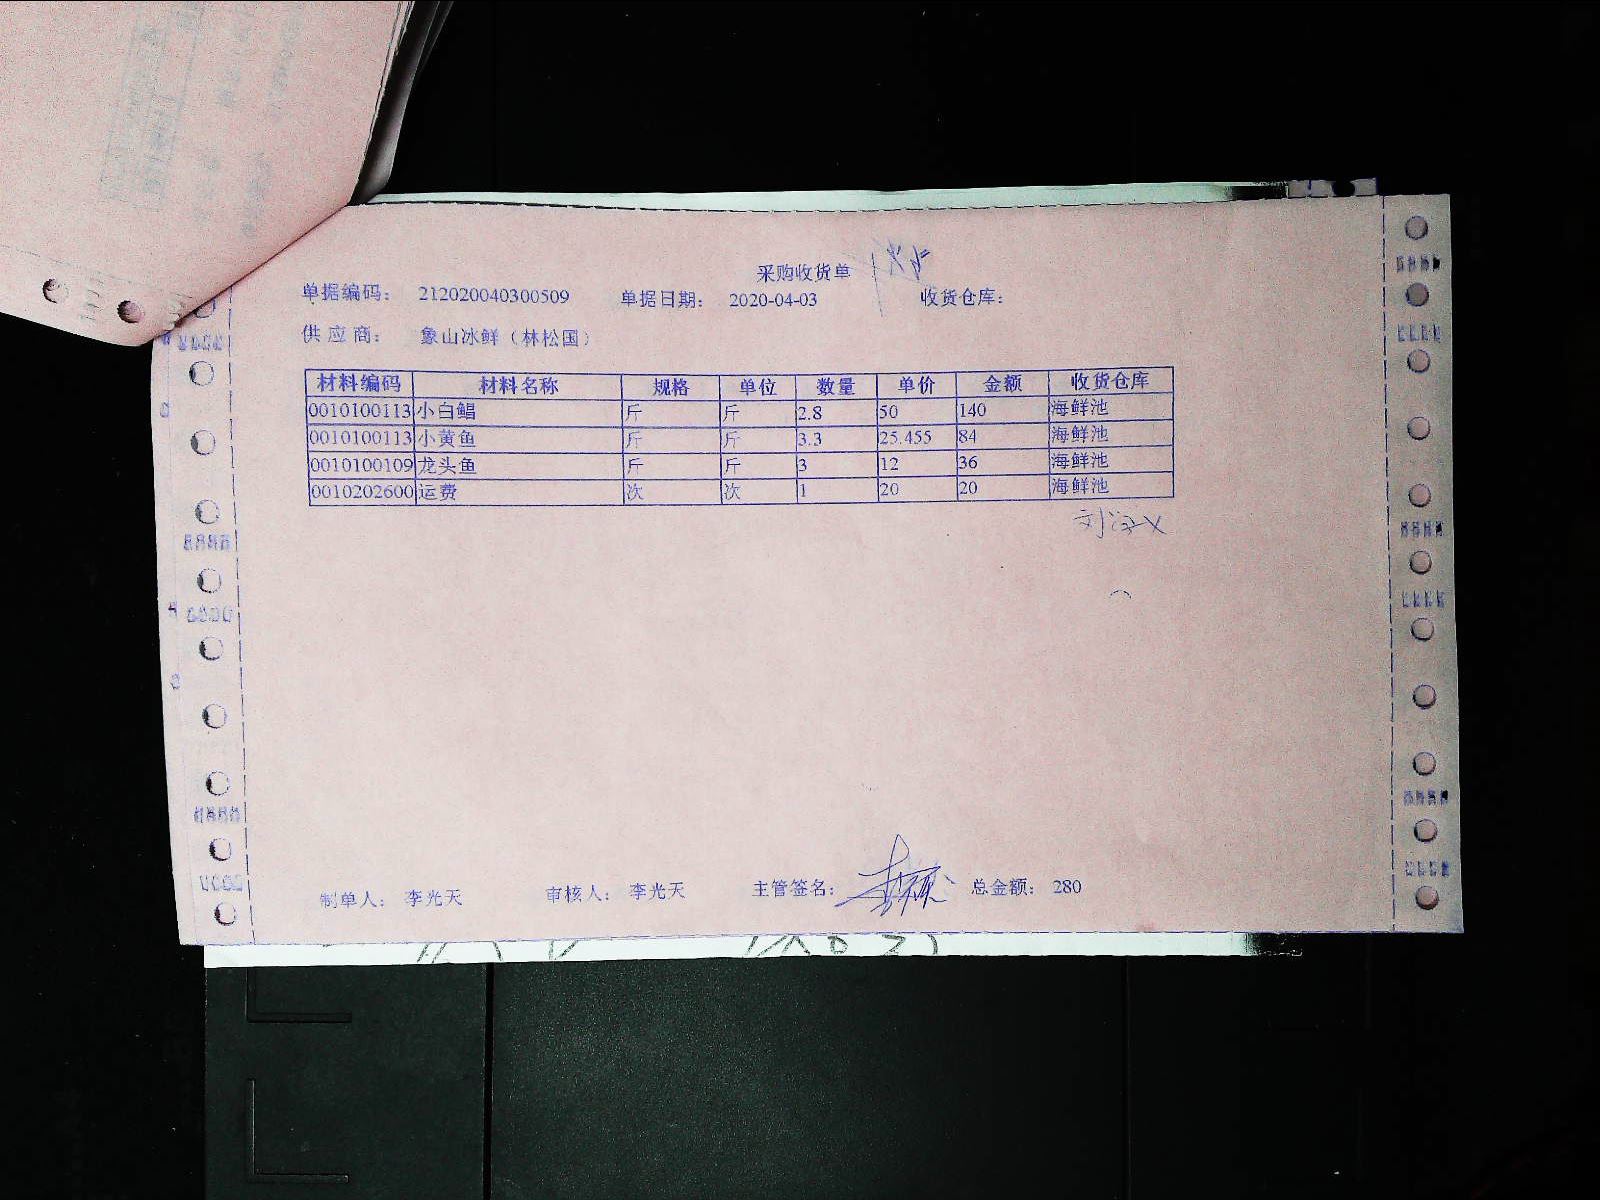 采购收货单
单据编码： 212020040300509 单据日期： 2020-04-03 收货仓库：
供应商： 象山冰鲜（林松国）
材料编码 材料名称 规格 单位 数量 单价 金额 收货仓库
0010100113 小白鲳 斤 斤 2.8 50 140 海鲜池
0010100113 小黄鱼 斤 斤 3.3 25.455 84 海鲜池
0010100109 龙头鱼 斤 斤 3 12 36 海鲜池
0010202600 运费 次 次 1 20 20 海鲜池
制单人： 李光天 审核人： 李光天 主管签名： 总金额： 280